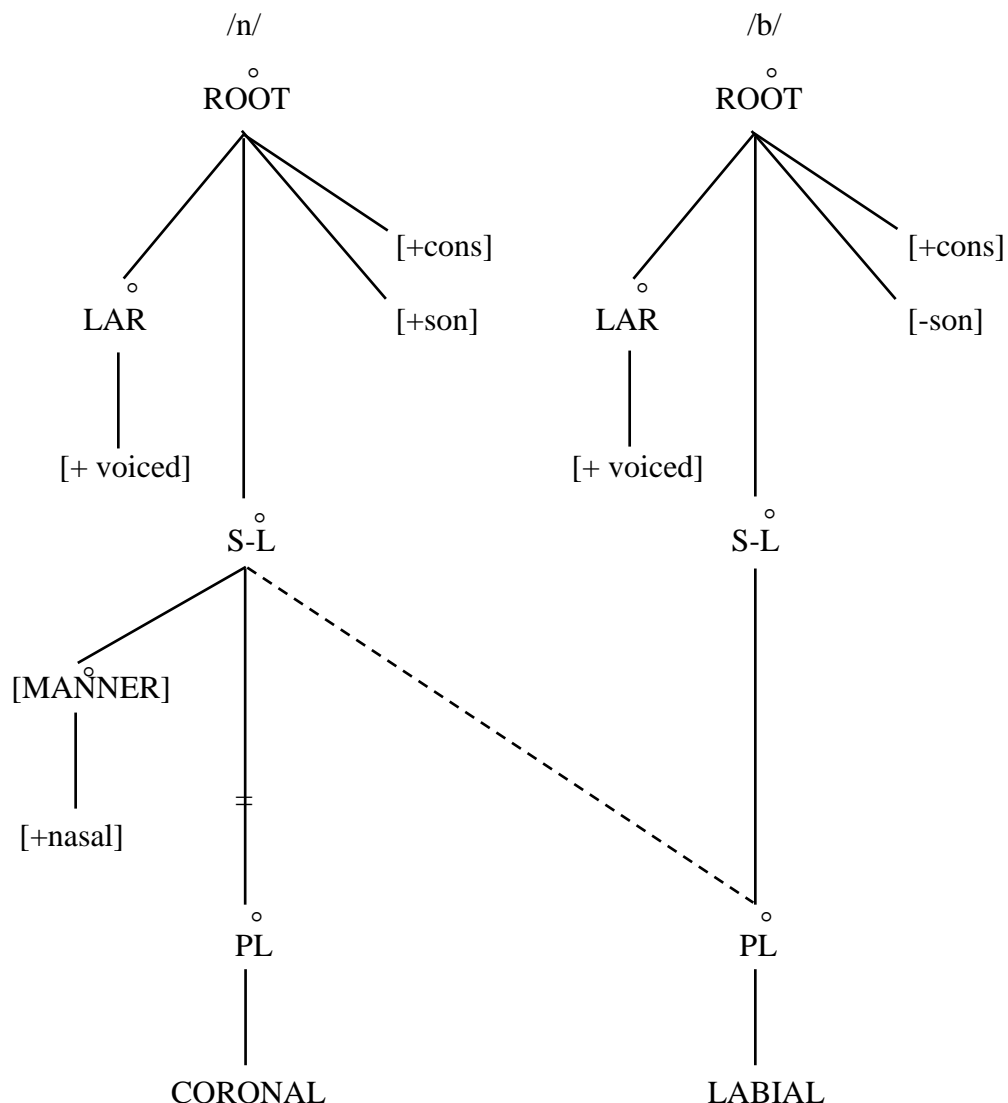 /n/ /b/
ROOT ROOT
[+cons] [+cons]
LAR [+son] LAR [-son]
[+ voiced] [+ voiced]
S-L S-L
[MANNER]
[+nasal]
PL PL
CORONAL LABIAL